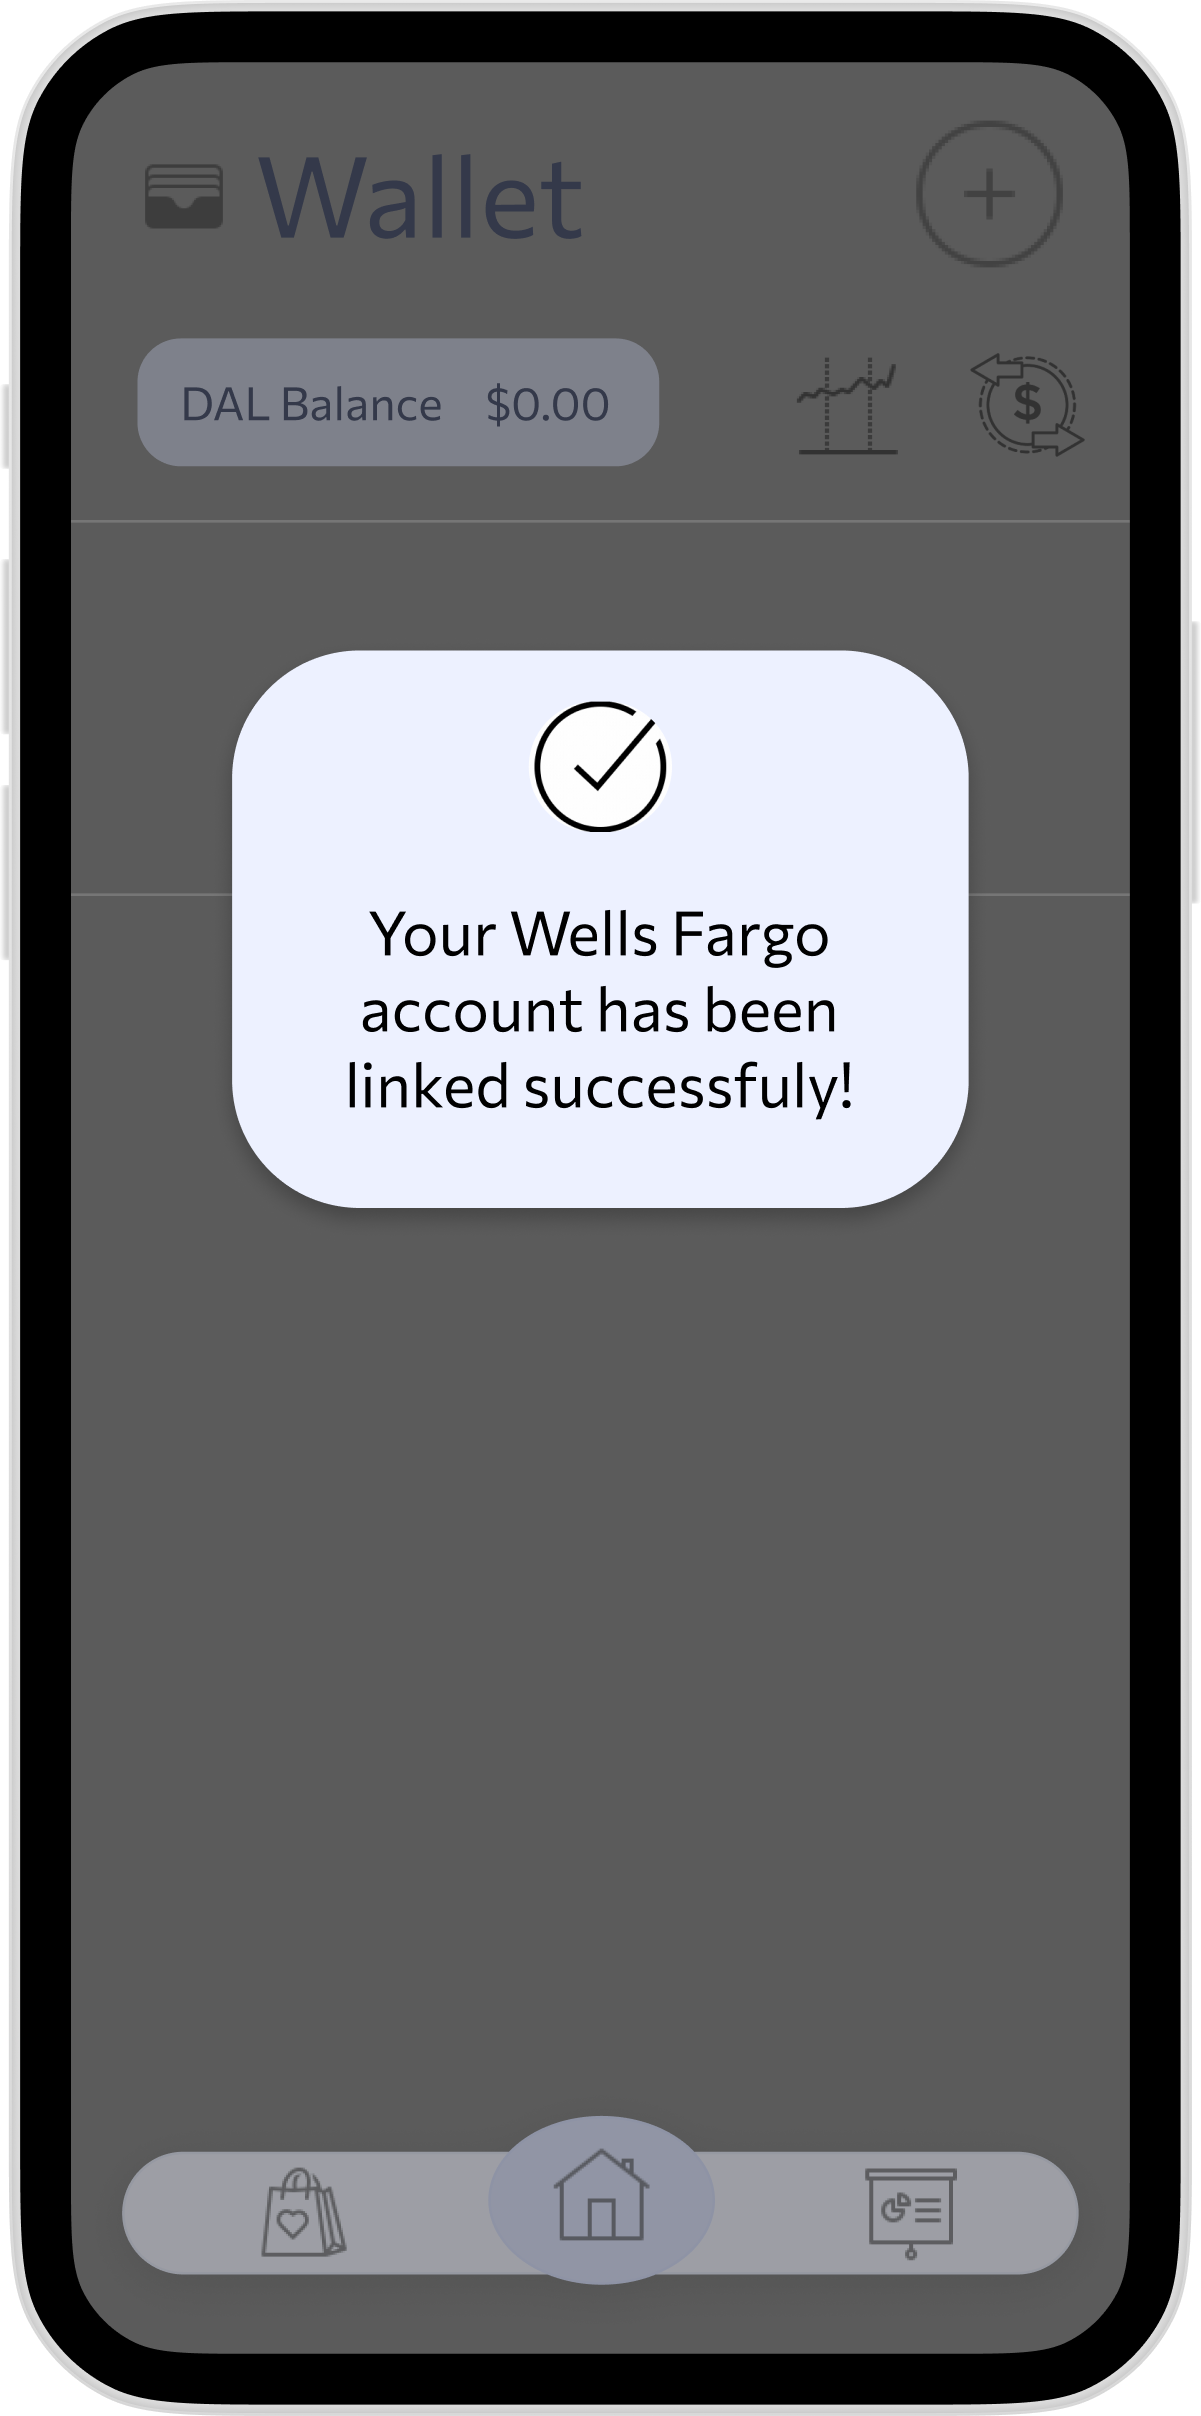 Wallet
DAL Balance $0.00
Your Wells Fargo
account has been
linked successfuly!